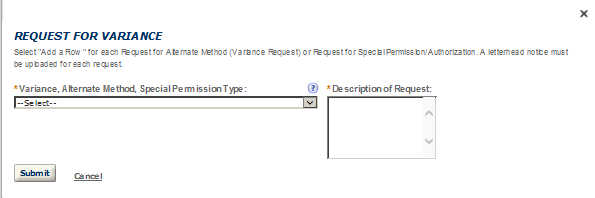 REQUEST FOR VARIANCE
Select "Add a Row" for each Request for Alternate Method (Variance Request) or Request for Special Permission/Authorization. A letterhead notice must
be uploaded for each request.
*Variance, Alternate Method, Special Permission Type: ? *Description of Request:
--Select--
Submit Cancel